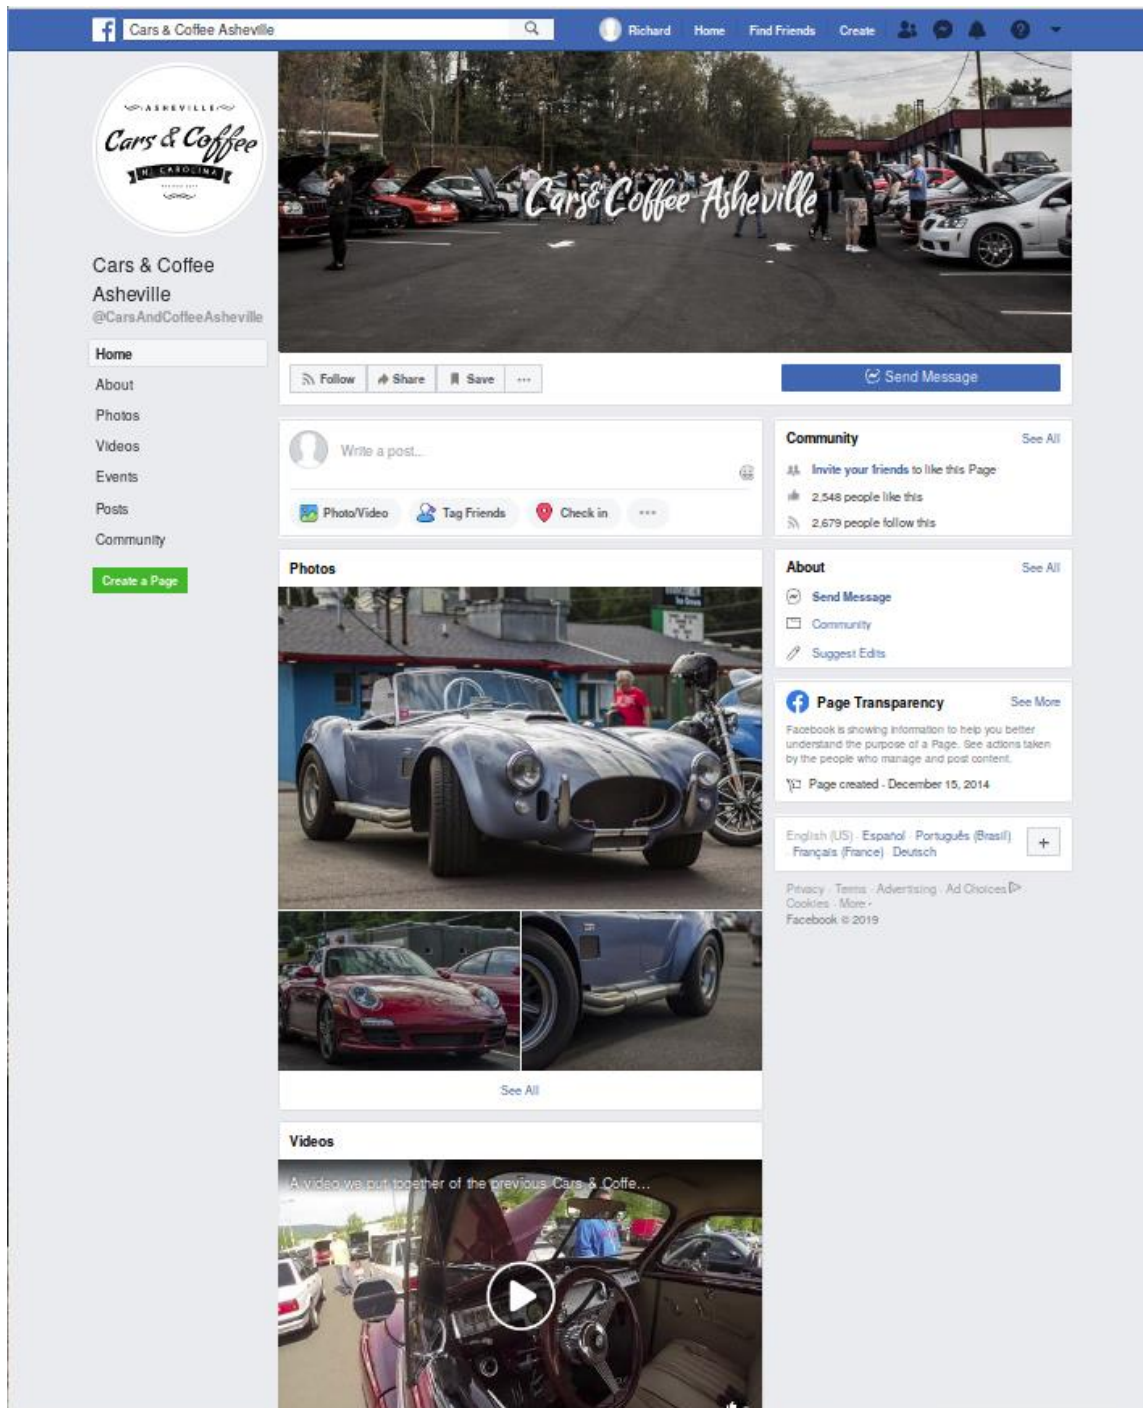 Cars & Coffee Asheville
Richard Home Find Friends Create
ASHEVILLE
Cars & Coffee
N. CAROLINA
Cars & Coffee Asheville
Cars & Coffee
Asheville
@CarsAndCoffeeAsheville
Home
About
Photos
Videos
Events
Posts
Community
Create a Page
Follow Share Save
Send Message
Write a post...
Photo/Video Tag Friends Check in
Photos
See All
Videos
A video we put together of the previous Cars & Coffe...
Community See All
Invite your friends to like this Page
2,548 people like this
2,679 people follow this
About See All
Send Message
Community
Suggest Edits
Page Transparency See More
Facebook is showing information to help you better
understand the purpose of a Page. See actions taken
by the people who manage and post content.
Page created - December 15, 2014
English (US) · Español · Português (Brasil)
· Français (France) · Deutsch
Privacy · Terms · Advertising · Ad Choices
Cookies · More
Facebook © 2019